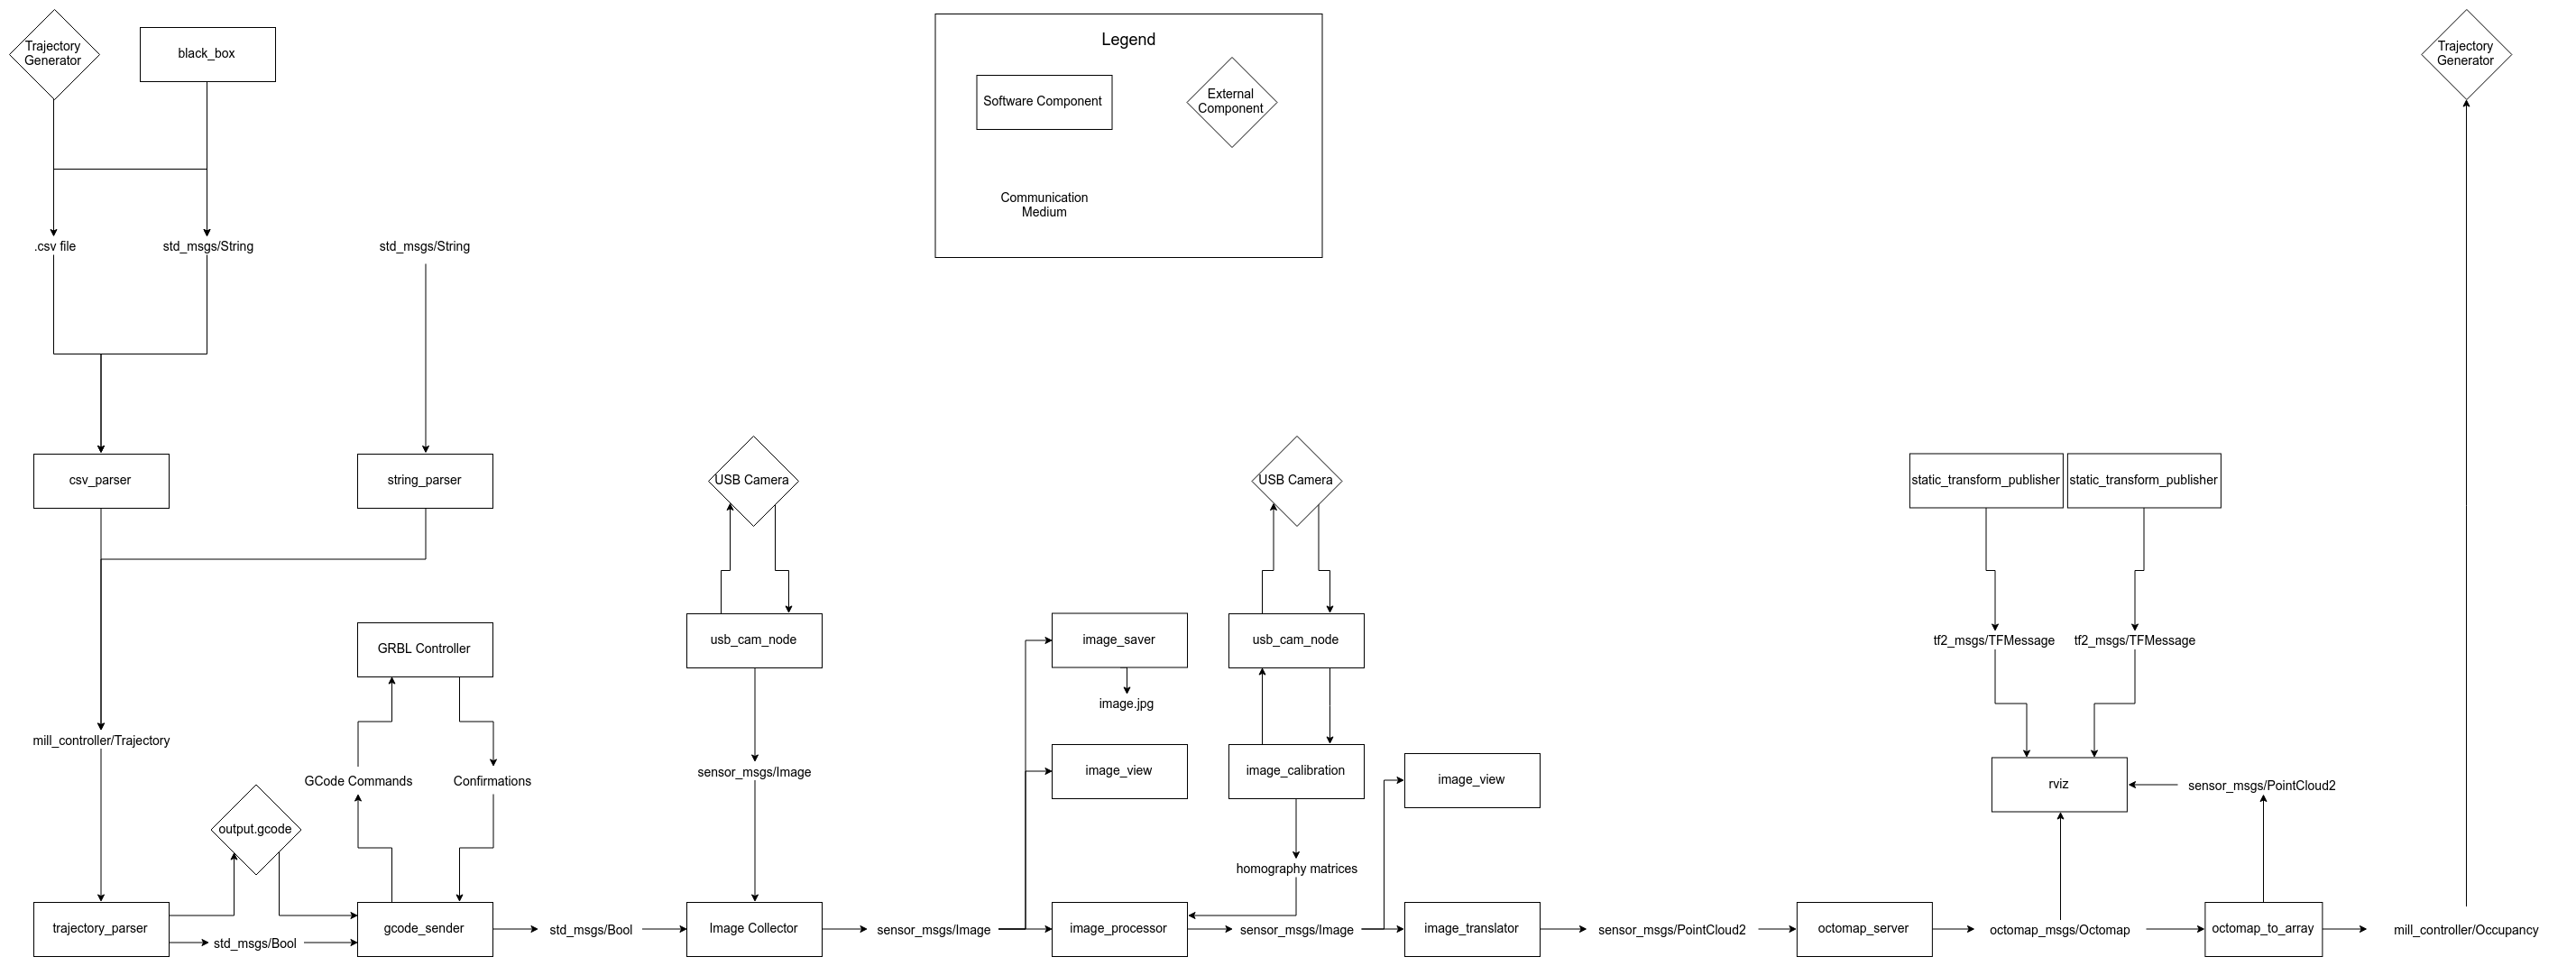 Trajectory
Generator
black_box
Legend
Software Component
External
Component
Communication
Medium
Trajectory
Generator
.csv file
std_msgs/String
std_msgs/String
csv_parser
string_parser
USB Camera
USB Camera
static_transform_publisher
static_transform_publisher
GRBL Controller
usb_cam_node
image_saver
usb_cam_node
tf2_msgs/TFMessage
tf2_msgs/TFMessage
image.jpg
mill_controller/Trajectory
GCode Commands
Confirmations
sensor_msgs/Image
image_view
image_calibration
image_view
rviz
sensor_msgs/PointCloud2
output.gcode
homography matrices
trajectory_parser
std_msgs/Bool
gcode_sender
std_msgs/Bool
Image Collector
sensor_msgs/Image
image_processor
sensor_msgs/Image
image_translator
sensor_msgs/PointCloud2
octomap_server
octomap_msgs/Octomap
octomap_to_array
mill_controller/Occupancy